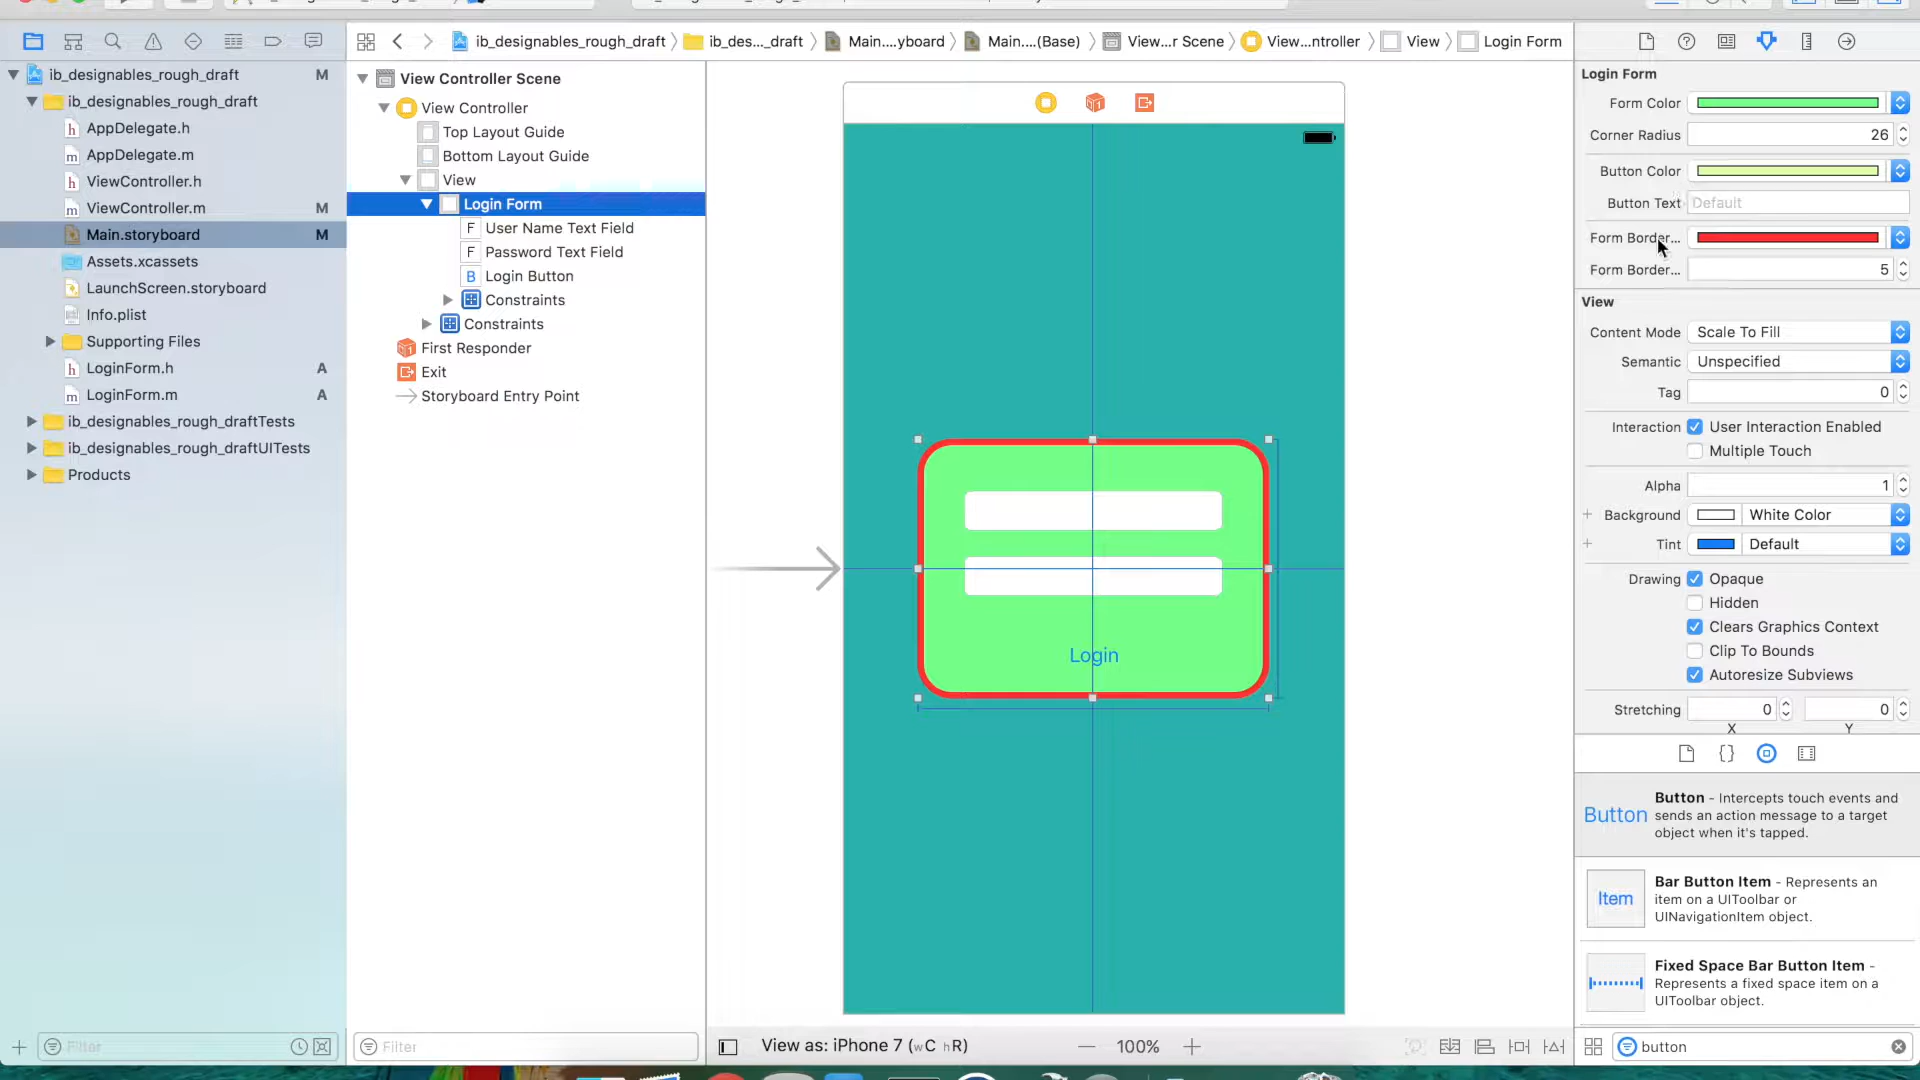 ib_designables_rough_draft
ib_des..._draft
Main....yboard
Main....(Base)
View...r Scene
View...ntroller
View
Login Form
ib_designables_rough_draft M
ib_designables_rough_draft
AppDelegate.h
AppDelegate.m
ViewController.h
ViewController.m M
Main.storyboard M
Assets.xcassets
LaunchScreen.storyboard
Info.plist
Supporting Files
LoginForm.h A
LoginForm.m A
ib_designables_rough_draftTests
ib_designables_rough_draftUITests
Products
Filter
View Controller Scene
View Controller
Top Layout Guide
Bottom Layout Guide
View
Login Form
F User Name Text Field
F Password Text Field
B Login Button
Constraints
Constraints
First Responder
Exit
Storyboard Entry Point
Filter
Login
View as: iPhone 7 (wC hR)
100%
Login Form
Form Color
Corner Radius 26
Button Color
Button Text Default
Form Border...
Form Border... 5
View
Content Mode Scale To Fill
Semantic Unspecified
Tag 0
Interaction User Interaction Enabled
Multiple Touch
Alpha 1
Background White Color
Tint Default
Drawing Opaque
Hidden
Clears Graphics Context
Clip To Bounds
Autoresize Subviews
Stretching 0 0
X Y
Button
Button - Intercepts touch events and
sends an action message to a target
object when it's tapped.
Item
Bar Button Item - Represents an
item on a UIToolbar or
UINavigationItem object.
Fixed Space Bar Button Item -
Represents a fixed space item on a
UIToolbar object.
button